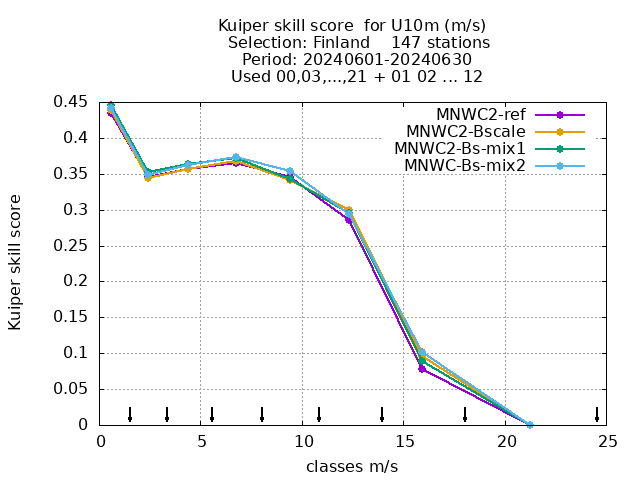 Kuiper skill score  for U10m (m/s)
Selection: Finland    147 stations
Period: 20240601-20240630
Used 00,03,...,21 + 01 02 ... 12
MNWC2-ref
MNWC2-Bscale
MNWC2-Bs-mix1
MNWC-Bs-mix2
Kuiper skill score
0.45
0.4
0.35
0.3
0.25
0.2
0.15
0.1
0.05
0
0 5 10 15 20 25
classes m/s